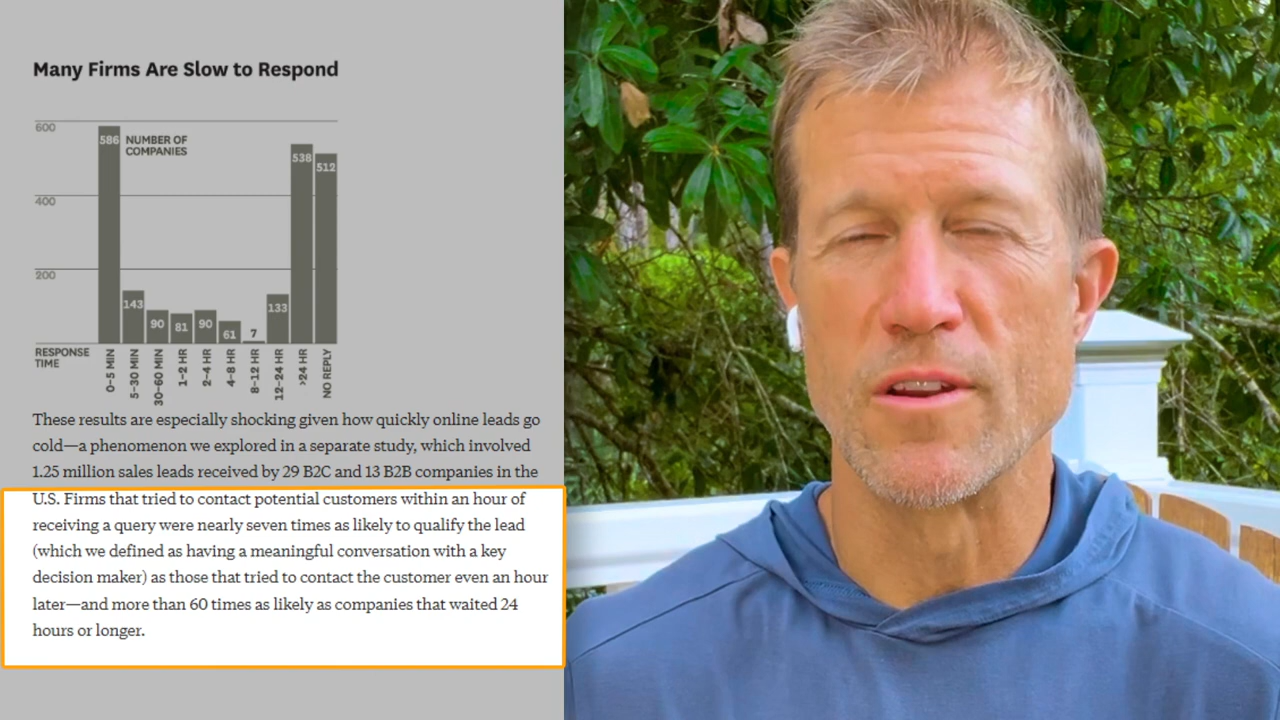 Many Firms Are Slow to Respond
600
400
200
NUMBER OF
COMPANIES
586
143
90
81
90
61
7
133
538
512
RESPONSE
TIME
0–5 MIN
5–30 MIN
30–60 MIN
1–2 HR
2–4 HR
4–8 HR
8–12 HR
12–24 HR
>24 HR
NO REPLY
These results are especially shocking given how quickly online leads go
cold—a phenomenon we explored in a separate study, which involved
1.25 million sales leads received by 29 B2C and 13 B2B companies in the
U.S. Firms that tried to contact potential customers within an hour of
receiving a query were nearly seven times as likely to qualify the lead
(which we defined as having a meaningful conversation with a key
decision maker) as those that tried to contact the customer even an hour
later—and more than 60 times as likely as companies that waited 24
hours or longer.